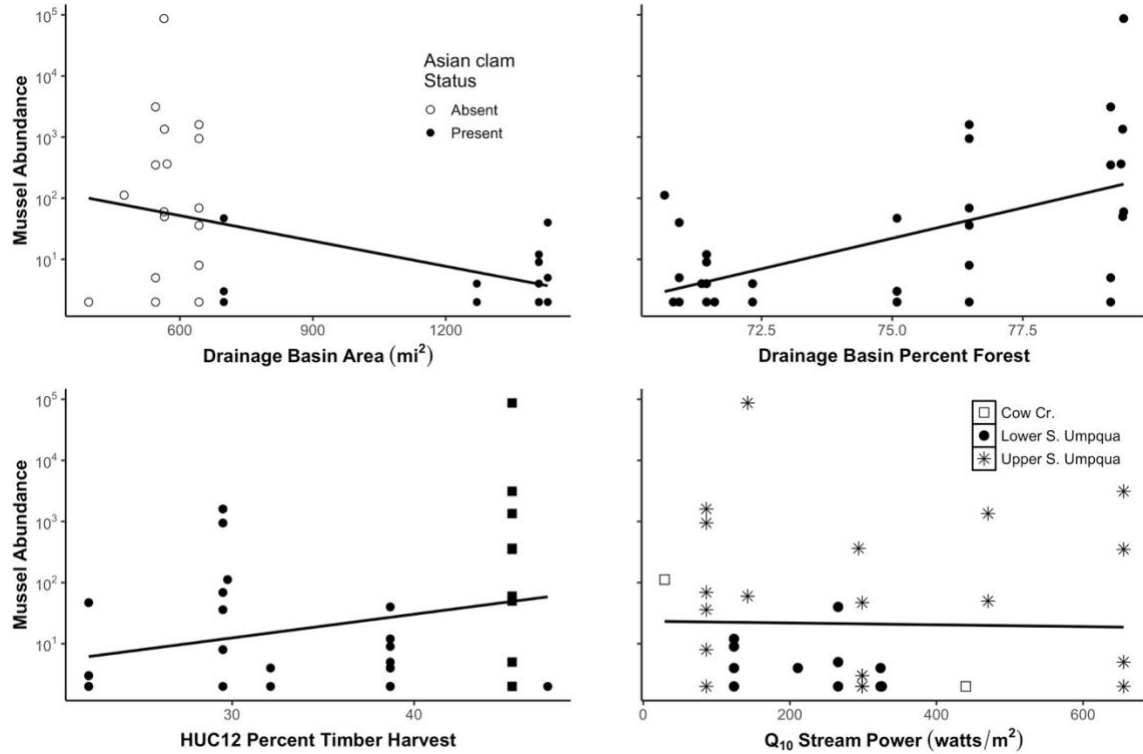 Mussel Abundance
10⁵
10⁴
10³
10²
10¹
600
900
1200
Drainage Basin Area (mi²)
Asian clam
Status
Absent
Present
72.5
75.0
77.5
Drainage Basin Percent Forest
Mussel Abundance
10⁵
10⁴
10³
10²
10¹
30
40
HUC12 Percent Timber Harvest
Cow Cr.
Lower S. Umpqua
Upper S. Umpqua
0
200
400
600
Q₁₀ Stream Power (watts/m²)